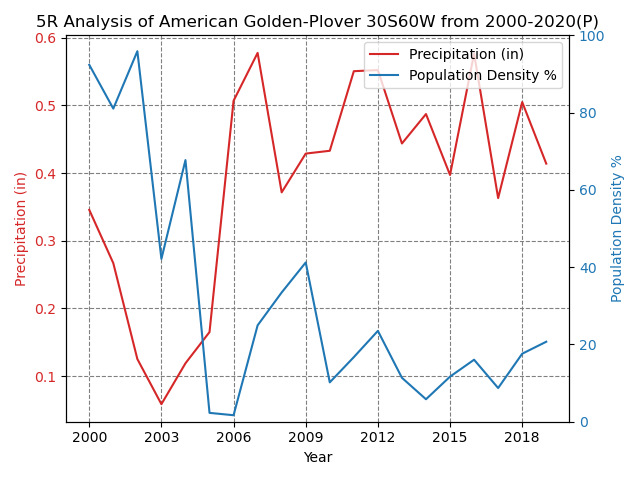 5R Analysis of American Golden-Plover 30S60W from 2000-2020(P)
Precipitation (in)
Population Density %
0.6
0.5
0.4
0.3
0.2
0.1
Precipitation (in)
100
80
60
40
20
0
Population Density %
2000 2003 2006 2009 2012 2015 2018
Year